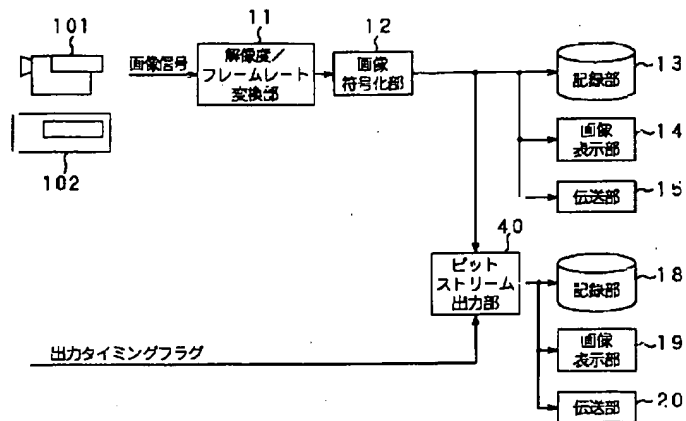 101
102
画像信号
11
解像度／
フレームレート
変換部
12
画像
符号化部
13
記録部
14
画像
表示部
15
伝送部
40
ビット
ストリーム
出力部
18
記録部
19
画像
表示部
20
伝送部
出力タイミングフラグ